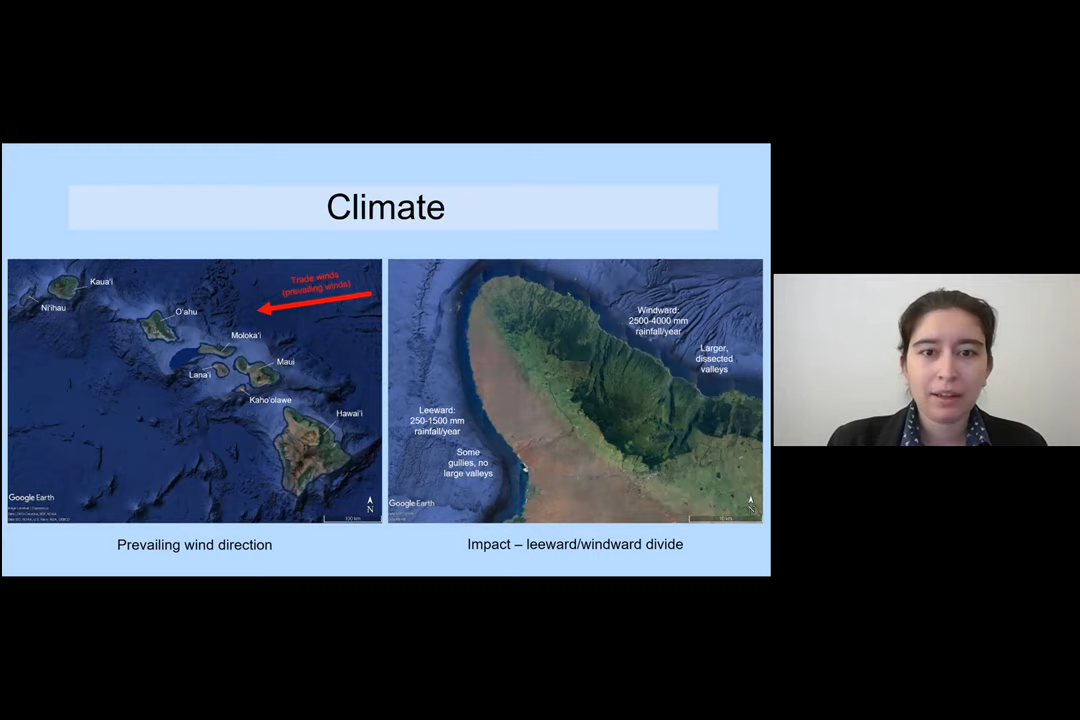 Climate
Trade winds
(prevailing winds)
Kaua'i
Ni'ihau
O'ahu
Moloka'i
Maui
Lana'i
Kaho'olawe
Hawai'i
Google Earth
N
100 km
Windward:
2500-4000 mm
rainfall/year
Larger,
dissected
valleys
Leeward:
250-1500 mm
rainfall/year
Some
gullies, no
large valleys
Google Earth
N
Prevailing wind direction
Impact – leeward/windward divide